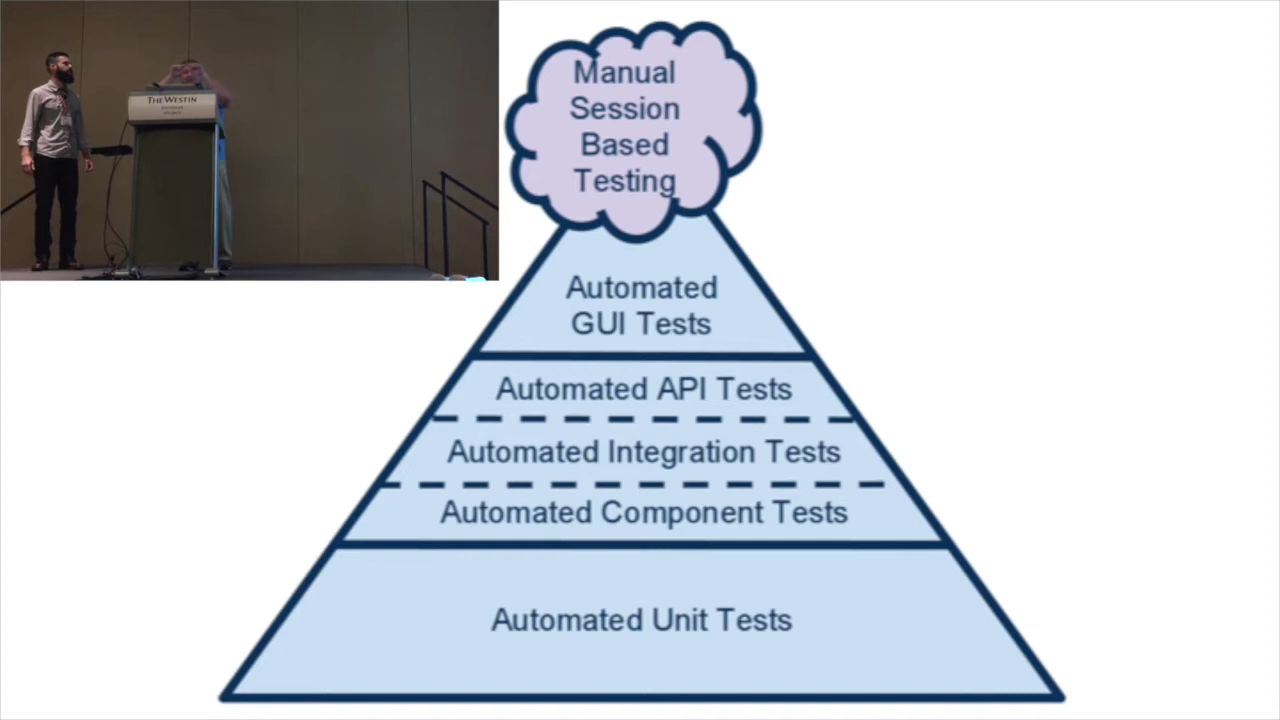 THE WESTIN
Manual
Session
Based
Testing
Automated
GUI Tests
Automated API Tests
Automated Integration Tests
Automated Component Tests
Automated Unit Tests